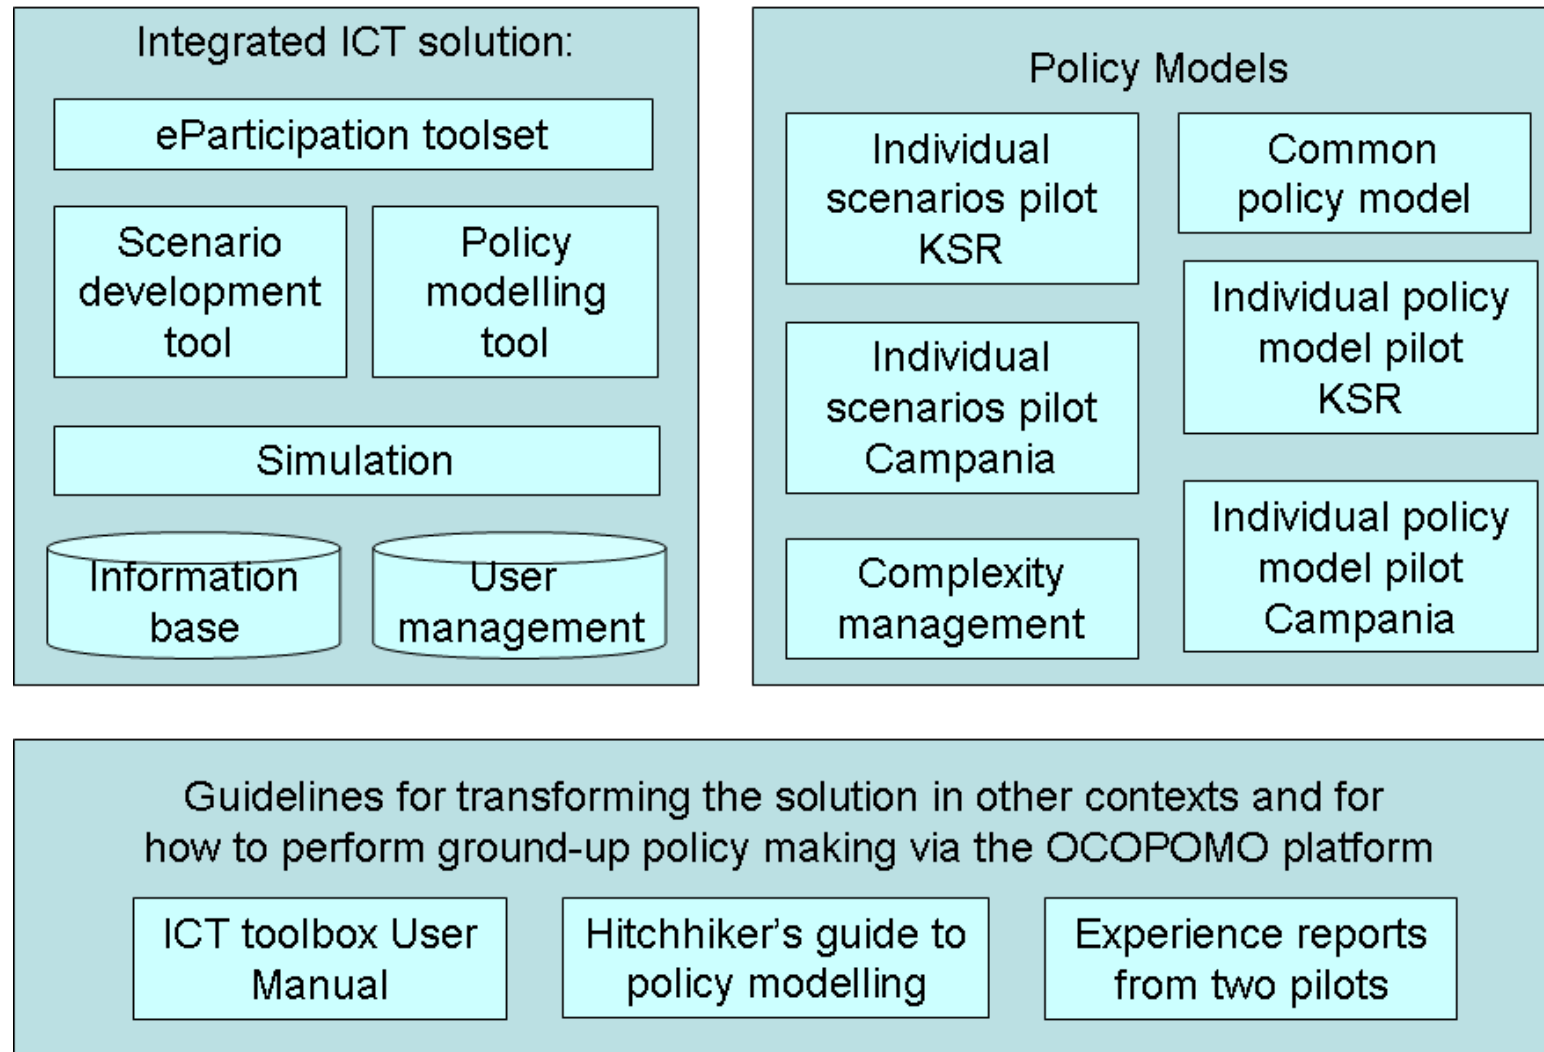 Integrated ICT solution:
eParticipation toolset
Scenario
development
tool
Policy
modelling
tool
Simulation
Information
base
User
management
Policy Models
Individual
scenarios pilot
KSR
Common
policy model
Individual policy
model pilot
KSR
Individual
scenarios pilot
Campania
Individual policy
model pilot
Campania
Complexity
management
Guidelines for transforming the solution in other contexts and for
how to perform ground-up policy making via the OCOPOMO platform
ICT toolbox User
Manual
Hitchhiker’s guide to
policy modelling
Experience reports
from two pilots